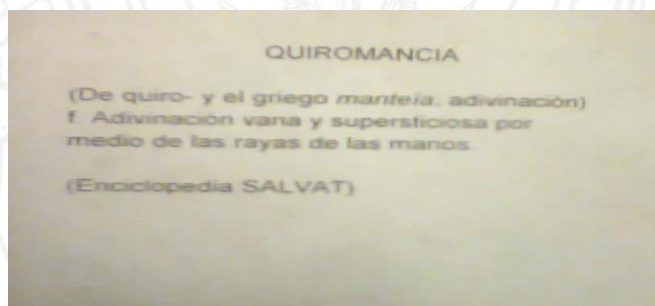 QUIROMANCIA
(De quiro- y el griego manteía, adivinación)
f. Adivinación vana y supersticiosa por
medio de las rayas de las manos.
(Enciclopedia SALVAT)